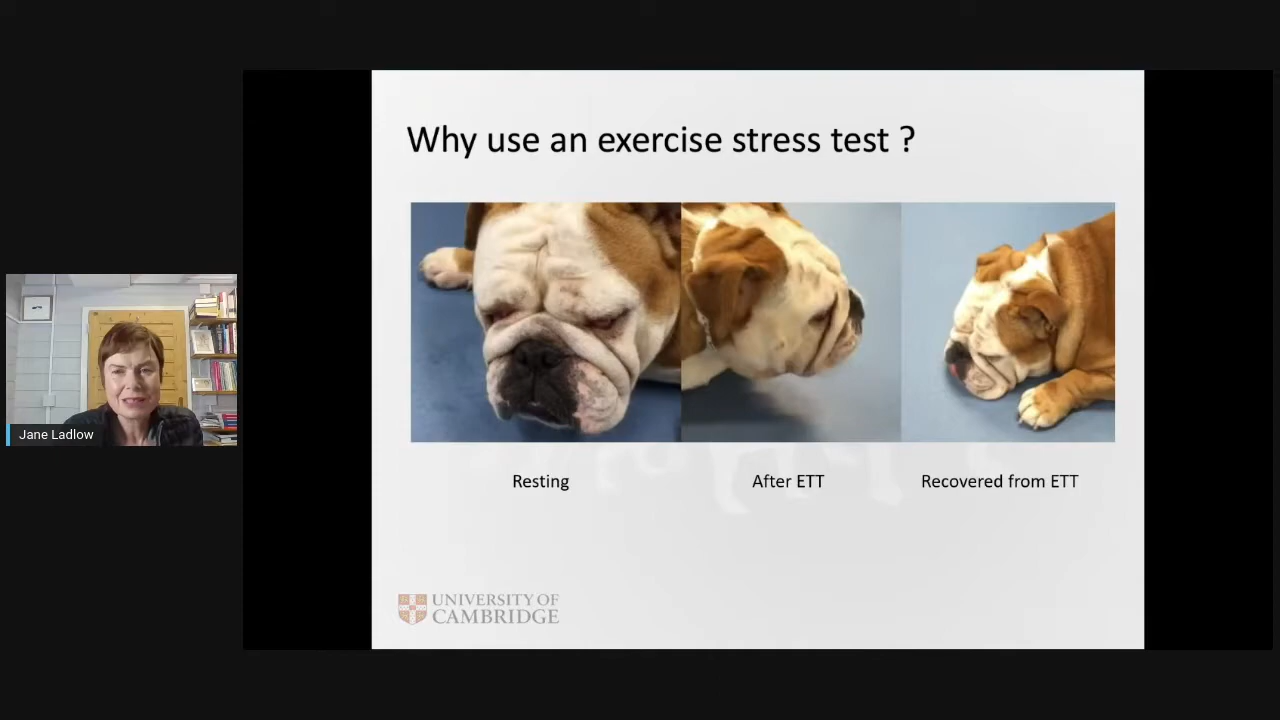 Why use an exercise stress test ?
Jane Ladlow
Resting
After ETT
Recovered from ETT
UNIVERSITY OF
CAMBRIDGE